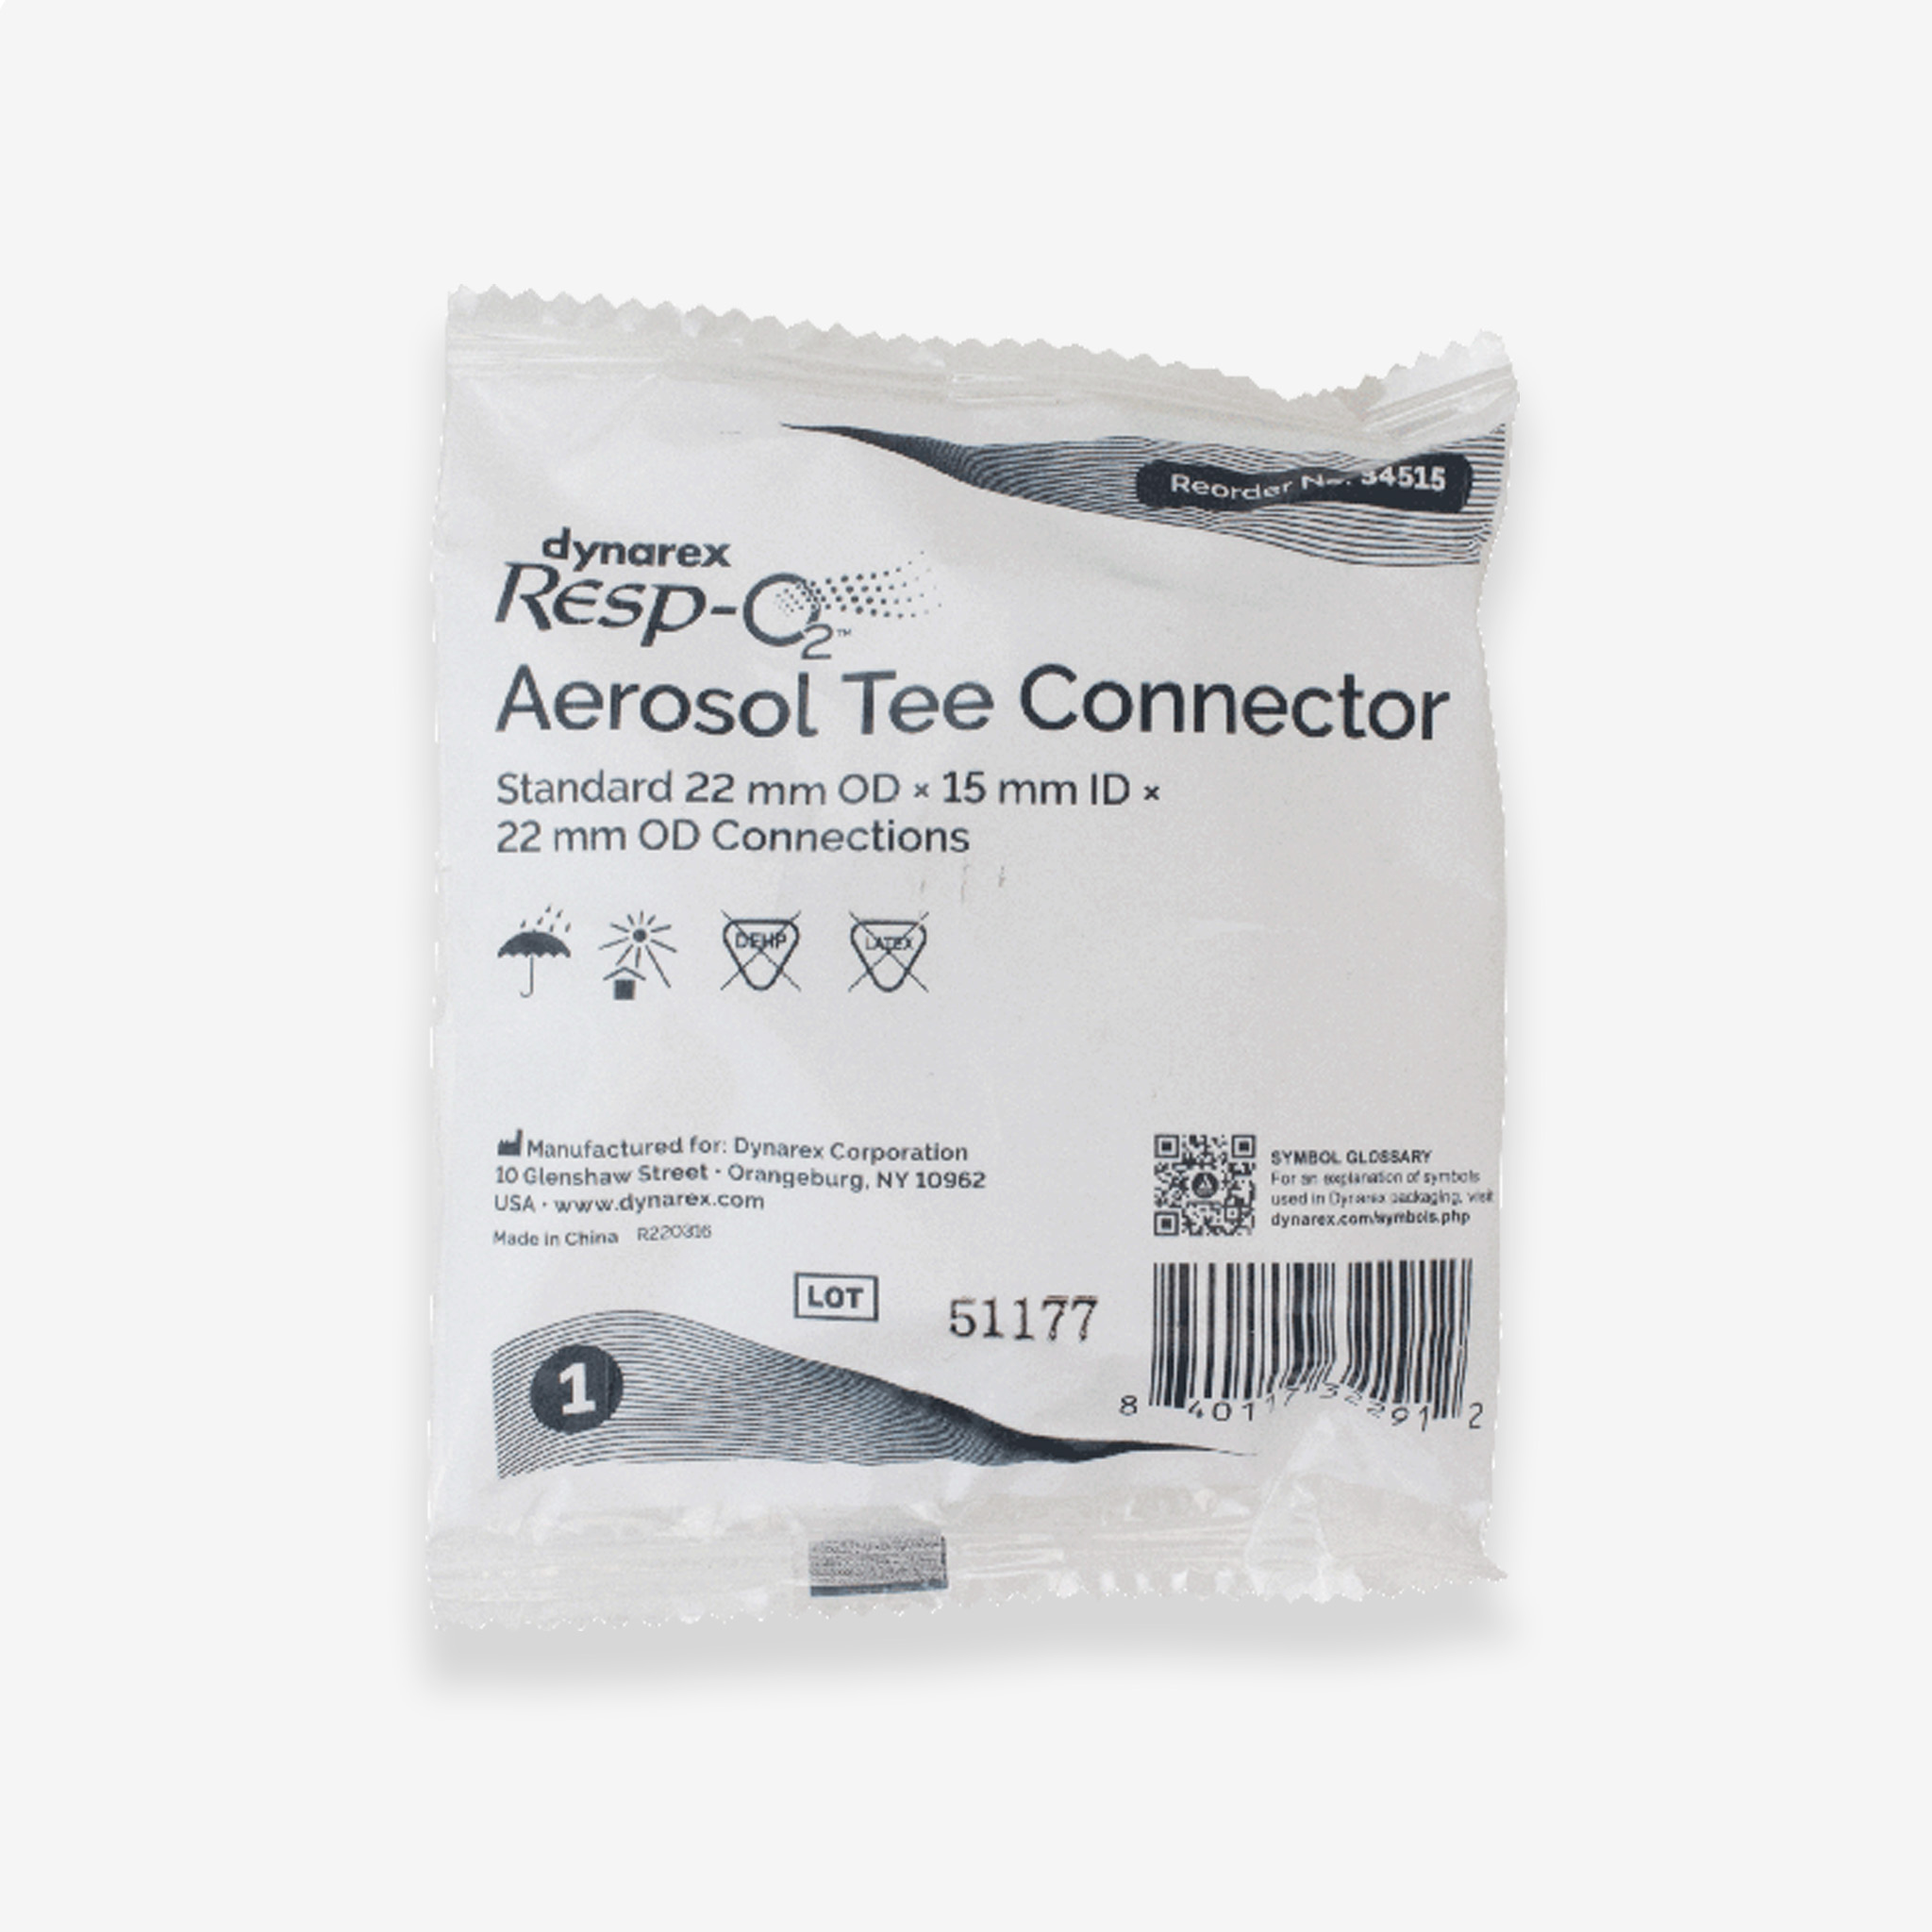 Reorder No. 34515
dynarex
Resp-O2™
Aerosol Tee Connector
Standard 22 mm OD × 15 mm ID ×
22 mm OD Connections
DEHP
LATEX
Manufactured for: Dynarex Corporation
10 Glenshaw Street · Orangeburg, NY 10962
USA · www.dynarex.com
Made in China R220316
SYMBOL GLOSSARY
For an explanation of symbols
used in Dynarex packaging, visit
dynarex.com/symbols.php
LOT
51177
1
8 40117 32291 2